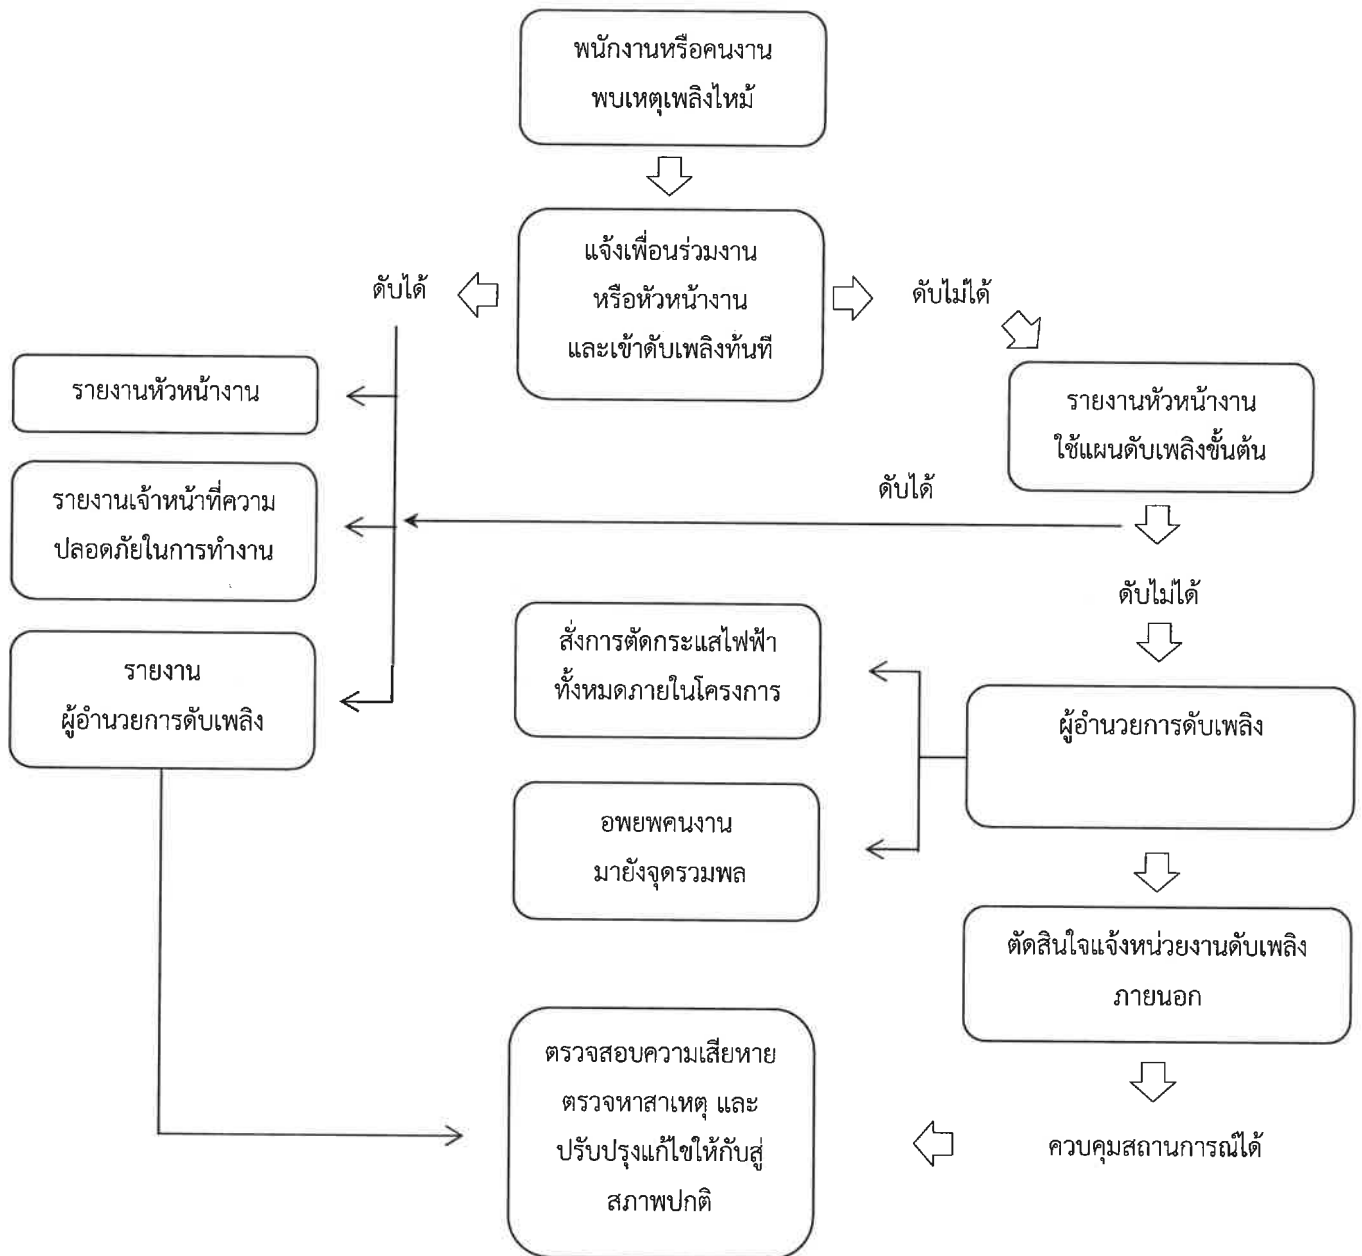 พนักงานหรือคนงาน
พบเหตุเพลิงไหม้
แจ้งเพื่อนร่วมงาน
หรือหัวหน้างาน
และเข้าดับเพลิงท้นที
ดับได้
ดับไม่ได้
รายงานหัวหน้างาน
รายงานเจ้าหน้าที่ความ
ปลอดภัยในการทำงาน
รายงาน
ผู้อำนวยการดับเพลิง
รายงานหัวหน้างาน
ใช้แผนดับเพลิงขั้นต้น
ดับได้
ดับไม่ได้
สั่งการตัดกระแสไฟฟ้า
ทั้งหมดภายในโครงการ
อพยพคนงาน
มายังจุดรวมพล
ผู้อำนวยการดับเพลิง
ตัดสินใจแจ้งหน่วยงานดับเพลิง
ภายนอก
ควบคุมสถานการณ์ได้
ตรวจสอบความเสียหาย
ตรวจหาสาเหตุ และ
ปรับปรุงแก้ไขให้กับสู่
สภาพปกติ